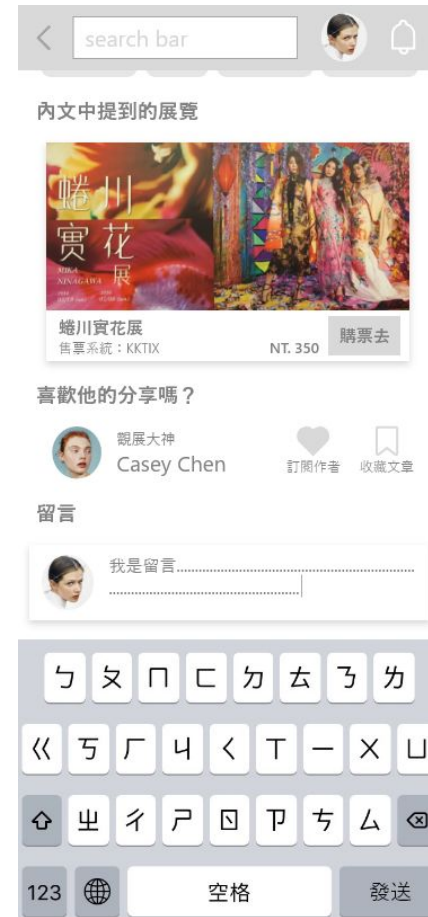 search bar
內文中提到的展覽
蜷川
实花
展
MIKA
NINAGAWA
蜷川實花展
售票系統：KKTIX
NT. 350
購票去
喜歡他的分享嗎？
觀展大神
Casey Chen
訂閱作者
收藏文章
留言
我是留言.......................................................................
.........................................................
ㄅ ㄆ ㄇ ㄈ ㄉ ㄊ ㄋ ㄌ
ㄍ ㄎ ㄏ ㄐ ㄑ ㄒ ㄧ ㄨ ㄩ
ㄓ ㄔ ㄕ ㄖ ㄗ ㄘ ㄙ
123
空格
發送